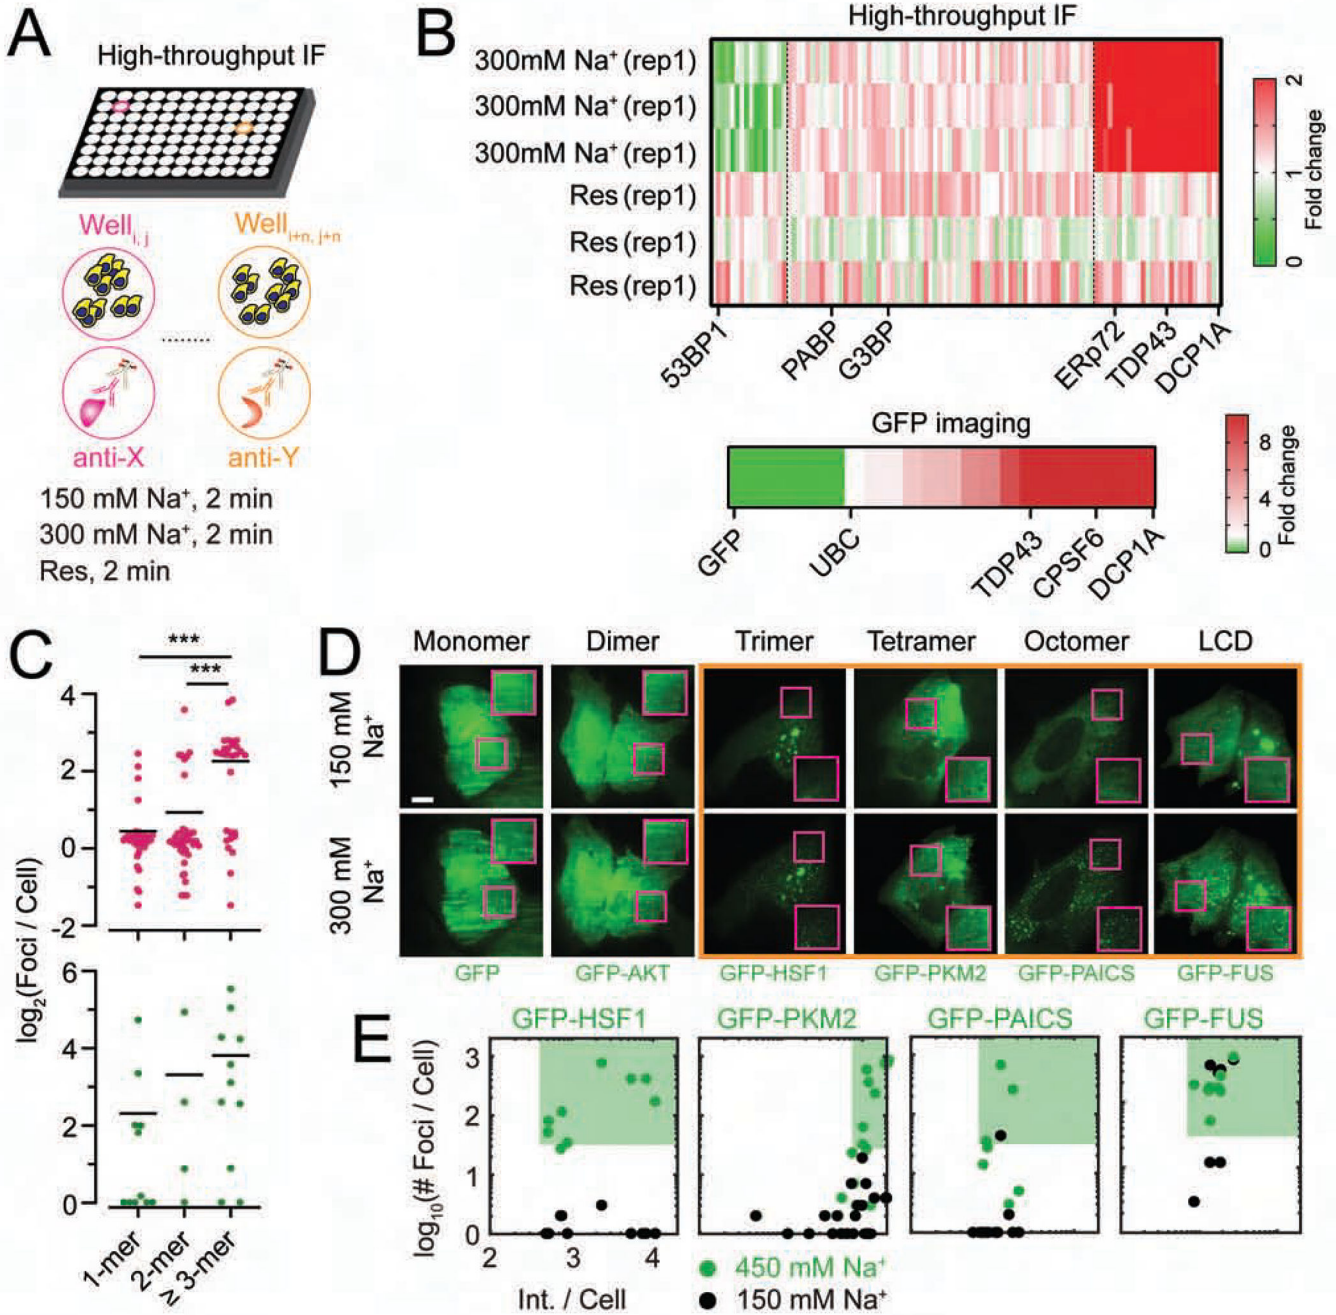 A
High-throughput IF
Well i, j
Well i+n, j+n
........
anti-X
anti-Y
150 mM Na⁺, 2 min
300 mM Na⁺, 2 min
Res, 2 min
B
High-throughput IF
300mM Na⁺ (rep1)
300mM Na⁺ (rep1)
300mM Na⁺ (rep1)
Res (rep1)
Res (rep1)
Res (rep1)
53BP1
PABP
G3BP
ERp72
TDP43
DCP1A
2
1
0
Fold change
GFP imaging
GFP
UBC
TDP43
CPSF6
DCP1A
8
4
0
Fold change
C
***
***
4
2
0
-2
log₂(Foci / Cell)
6
4
2
0
1-mer
2-mer
≥ 3-mer
D
Monomer
Dimer
Trimer
Tetramer
Octomer
LCD
150 mM
Na⁺
300 mM
Na⁺
GFP
GFP-AKT
GFP-HSF1
GFP-PKM2
GFP-PAICS
GFP-FUS
E
GFP-HSF1
GFP-PKM2
GFP-PAICS
GFP-FUS
log₁₀(# Foci / Cell)
3
2
1
0
2
3
4
Int. / Cell
450 mM Na⁺
150 mM Na⁺